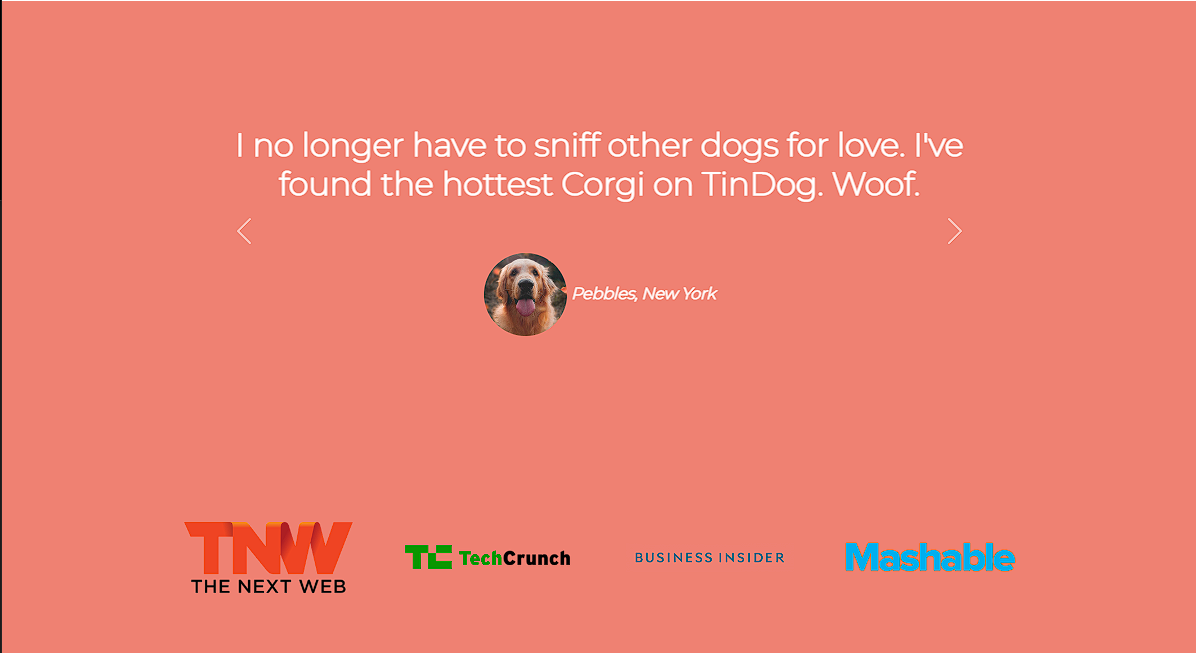 I no longer have to sniff other dogs for love. I've
found the hottest Corgi on TinDog. Woof.
Pebbles, New York
TNW
THE NEXT WEB
TC TechCrunch
BUSINESS INSIDER
Mashable